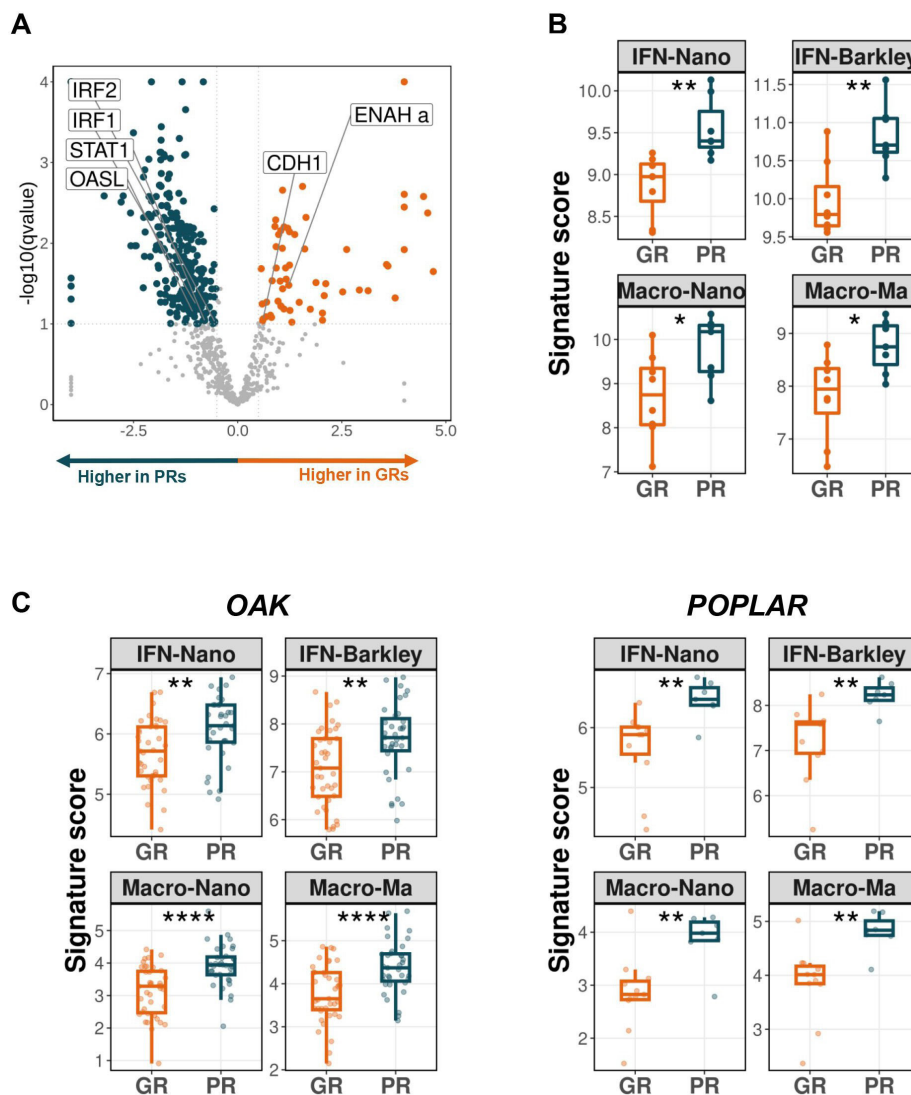 A
IRF2
IRF1
STAT1
OASL
CDH1
ENAH a
-log10(qvalue)
4
3
2
1
0
-2.5
0.0
2.5
5.0
Higher in PRs
Higher in GRs
B
Signature score
IFN-Nano
**
10.0
9.5
9.0
8.5
GR
PR
IFN-Barkley
**
11.5
11.0
10.5
10.0
9.5
GR
PR
Macro-Nano
*
10
9
8
7
GR
PR
Macro-Ma
*
9
8
7
GR
PR
C
OAK
Signature score
IFN-Nano
**
7
6
5
GR
PR
IFN-Barkley
**
9
8
7
6
GR
PR
Macro-Nano
****
5
4
3
2
1
GR
PR
Macro-Ma
****
5
4
3
2
GR
PR
POPLAR
Signature score
IFN-Nano
**
6
5
GR
PR
IFN-Barkley
**
8
7
6
GR
PR
Macro-Nano
**
4
3
2
GR
PR
Macro-Ma
**
5
4
3
GR
PR